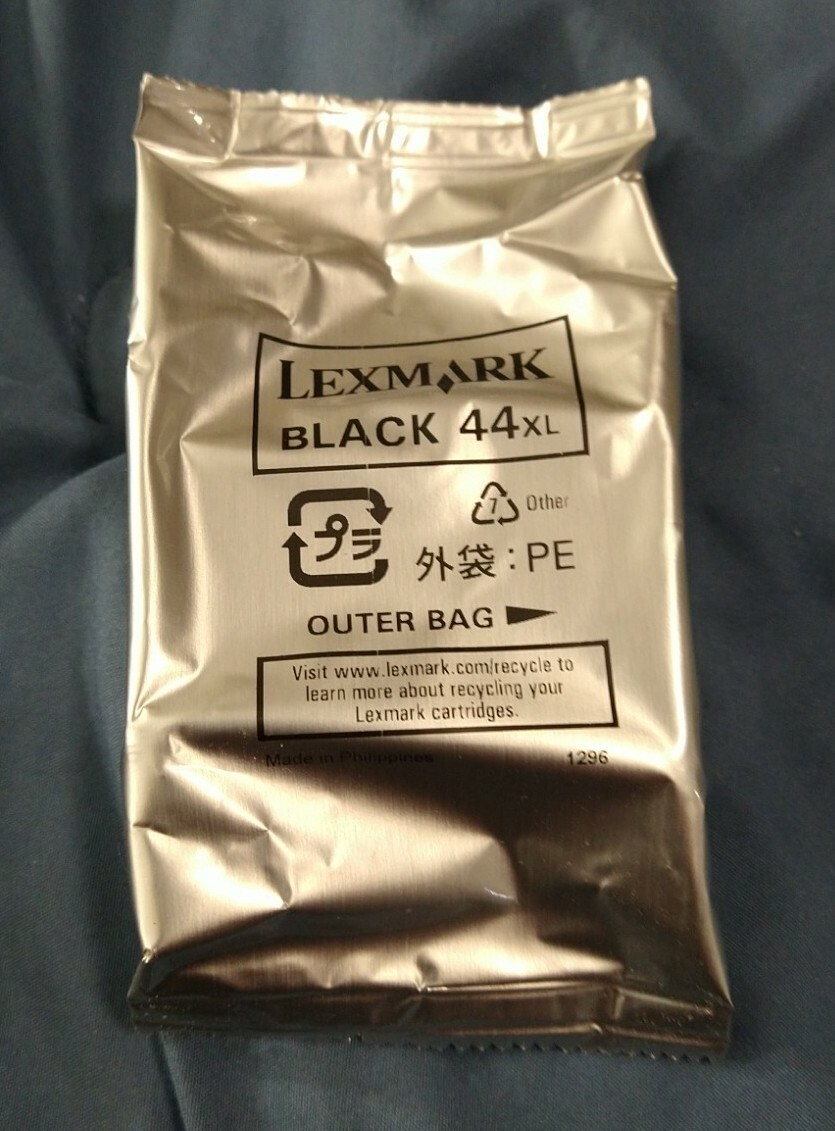 LEXMARK
BLACK 44XL
プラ
7 Other
外袋:PE
OUTER BAG
Visit www.lexmark.com/recycle to
learn more about recycling your
Lexmark cartridges.
Made in Philippines 1296